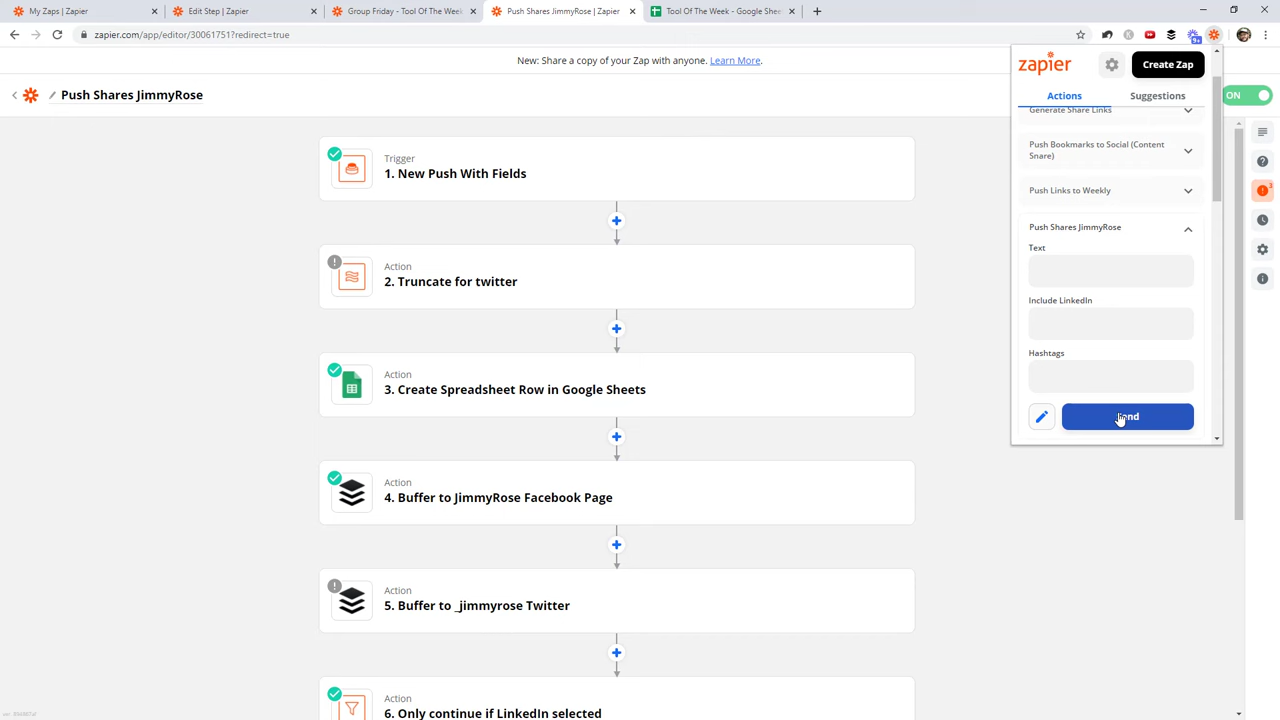 My Zaps | Zapier
Edit Step | Zapier
Group Friday - Tool Of The Week
Push Shares JimmyRose | Zapier
Tool Of The Week - Google Shee
zapier.com/app/editor/30061751?redirect=true
New: Share a copy of your Zap with anyone. Learn More.
Push Shares JimmyRose
ON
zapier
Create Zap
Actions
Suggestions
Generate Share Links
Push Bookmarks to Social (Content
Snare)
Push Links to Weekly
Push Shares JimmyRose
Text
Include LinkedIn
Hashtags
Send
Trigger
1. New Push With Fields
Action
2. Truncate for twitter
Action
3. Create Spreadsheet Row in Google Sheets
Action
4. Buffer to JimmyRose Facebook Page
Action
5. Buffer to _jimmyrose Twitter
Action
6. Only continue if LinkedIn selected
9+
3